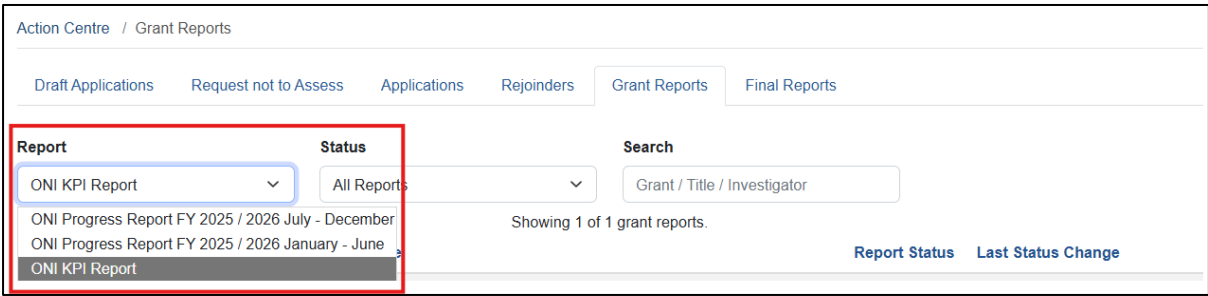 Action Centre / Grant Reports
Draft Applications Request not to Assess Applications Rejoinders Grant Reports Final Reports
Report Status Search
ONI KPI Report All Reports Grant / Title / Investigator
ONI Progress Report FY 2025 / 2026 July - December
Showing 1 of 1 grant reports.
ONI Progress Report FY 2025 / 2026 January - June
Report Status Last Status Change
ONI KPI Report